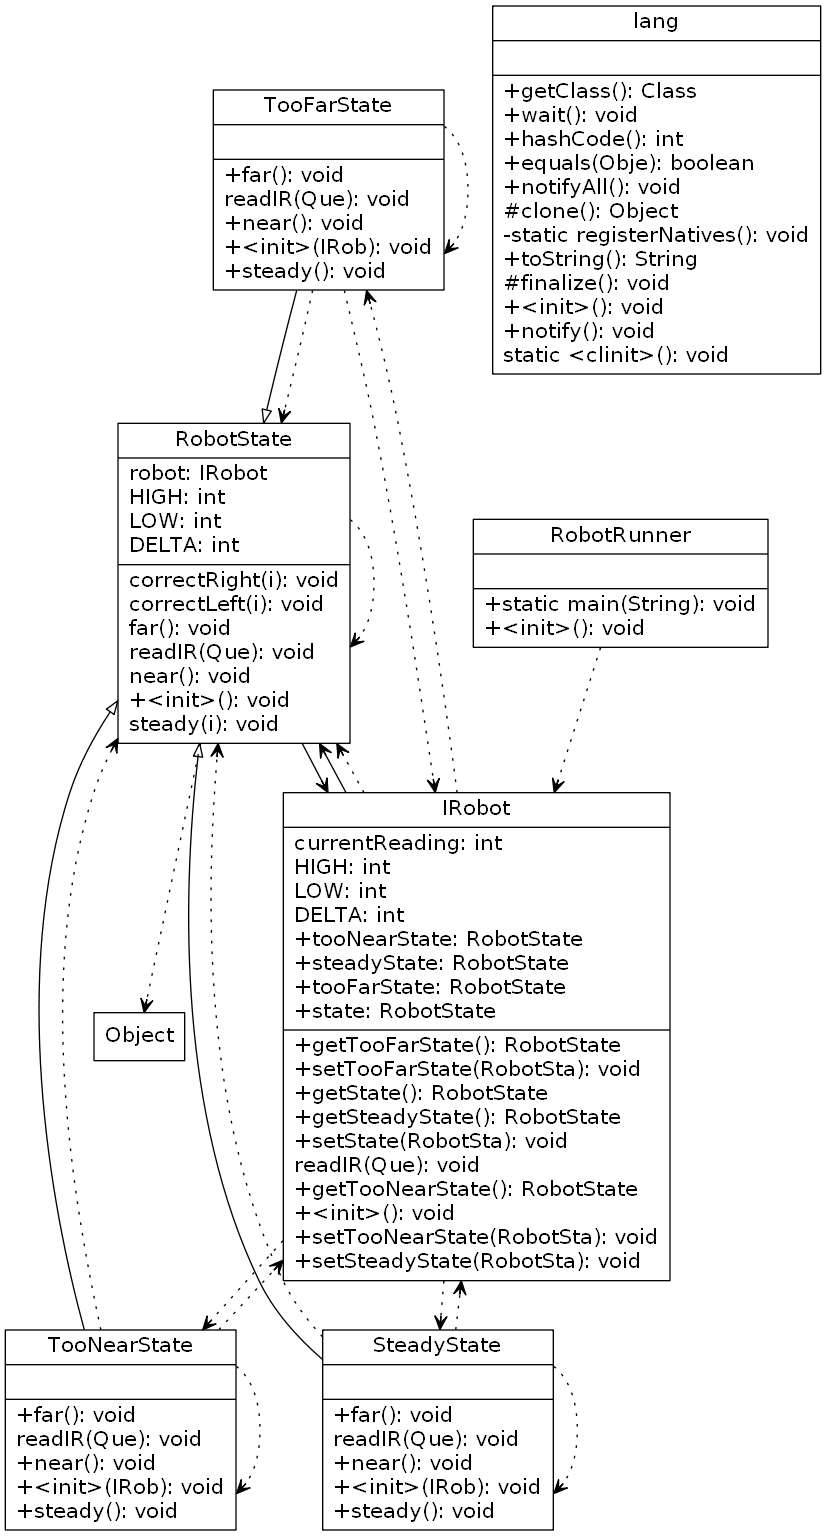 lang
+getClass(): Class
+wait(): void
+hashCode(): int
+equals(Obje): boolean
+notifyAll(): void
#clone(): Object
-static registerNatives(): void
+toString(): String
#finalize(): void
+<init>(): void
+notify(): void
static <clinit>(): void
TooFarState
+far(): void
readIR(Que): void
+near(): void
+<init>(IRob): void
+steady(): void
RobotState
robot: IRobot
HIGH: int
LOW: int
DELTA: int
correctRight(i): void
correctLeft(i): void
far(): void
readIR(Que): void
near(): void
+<init>(): void
steady(i): void
RobotRunner
+static main(String): void
+<init>(): void
IRobot
currentReading: int
HIGH: int
LOW: int
DELTA: int
+tooNearState: RobotState
+steadyState: RobotState
+tooFarState: RobotState
+state: RobotState
+getTooFarState(): RobotState
+setTooFarState(RobotSta): void
+getState(): RobotState
+getSteadyState(): RobotState
+setState(RobotSta): void
readIR(Que): void
+getTooNearState(): RobotState
+<init>(): void
+setTooNearState(RobotSta): void
+setSteadyState(RobotSta): void
Object
TooNearState
+far(): void
readIR(Que): void
+near(): void
+<init>(IRob): void
+steady(): void
SteadyState
+far(): void
readIR(Que): void
+near(): void
+<init>(IRob): void
+steady(): void